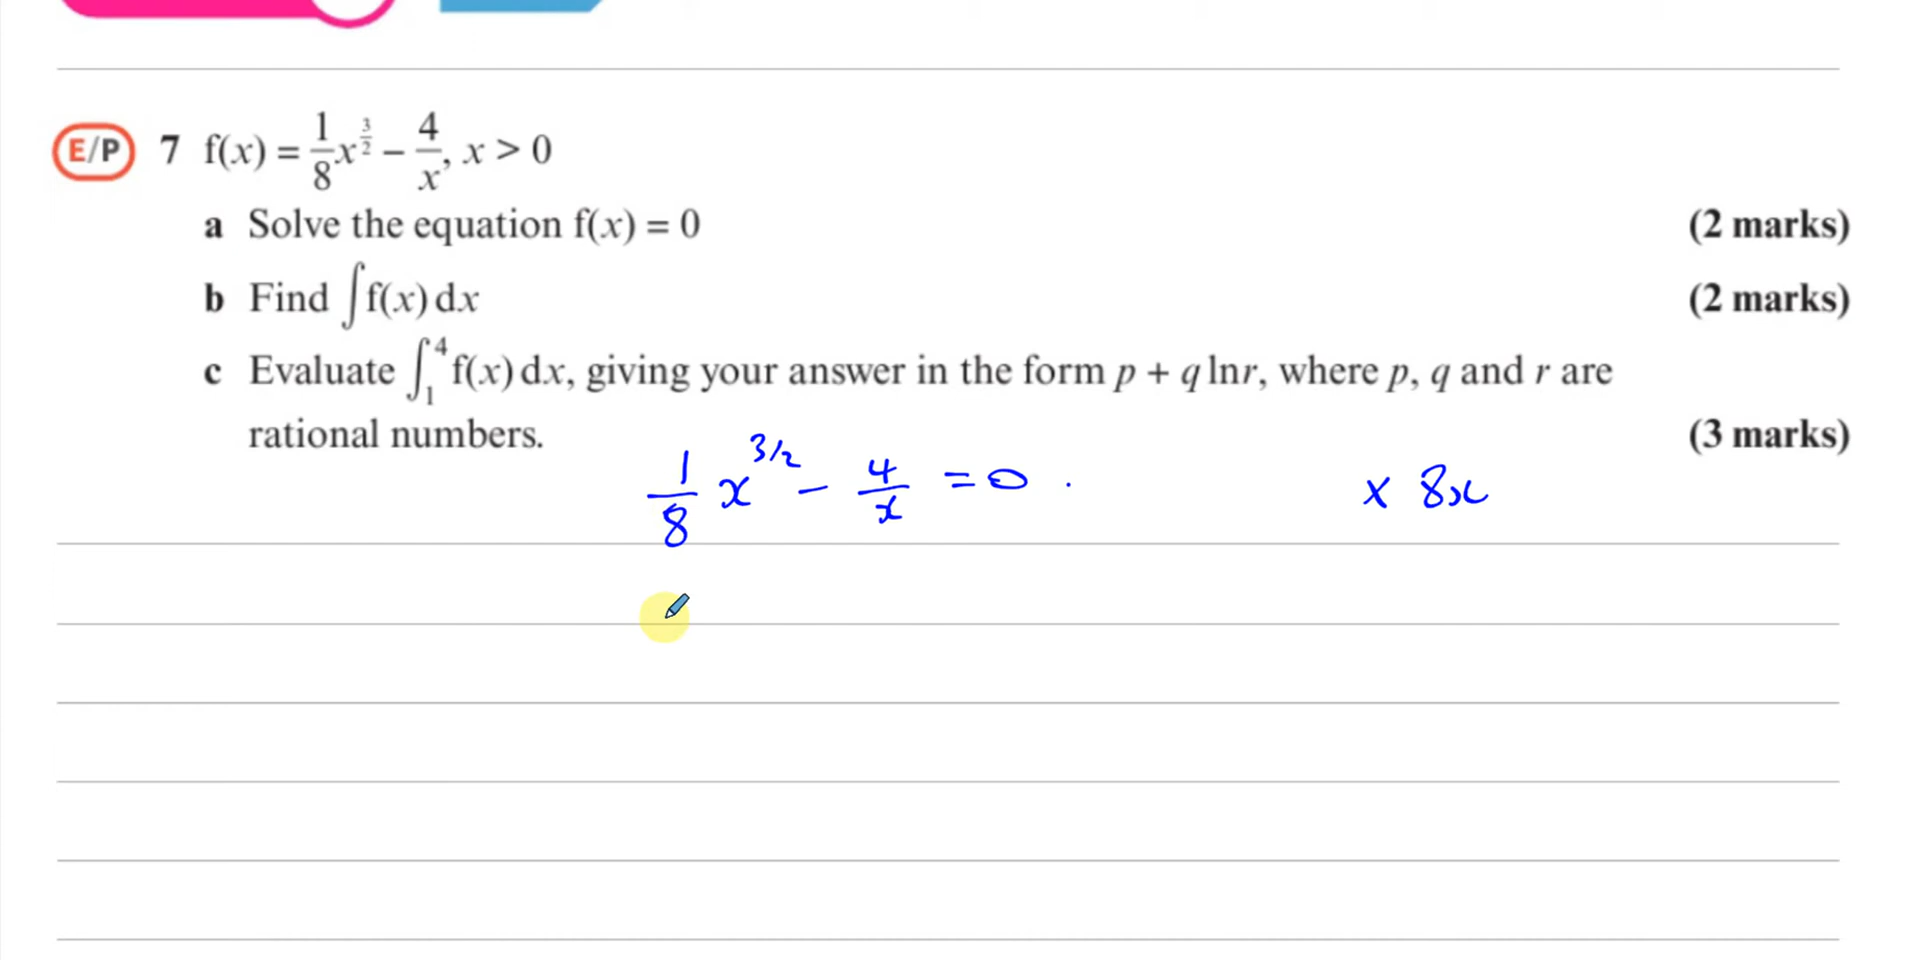 E/P 7 f(x) = 1/8 x^(3/2) − 4/x, x > 0
a Solve the equation f(x) = 0 (2 marks)
b Find ∫f(x) dx (2 marks)
c Evaluate ∫₁⁴ f(x) dx, giving your answer in the form p + q lnr, where p, q and r are
rational numbers. (3 marks)
1/8 x^(3/2) − 4/x = 0 . × 8x